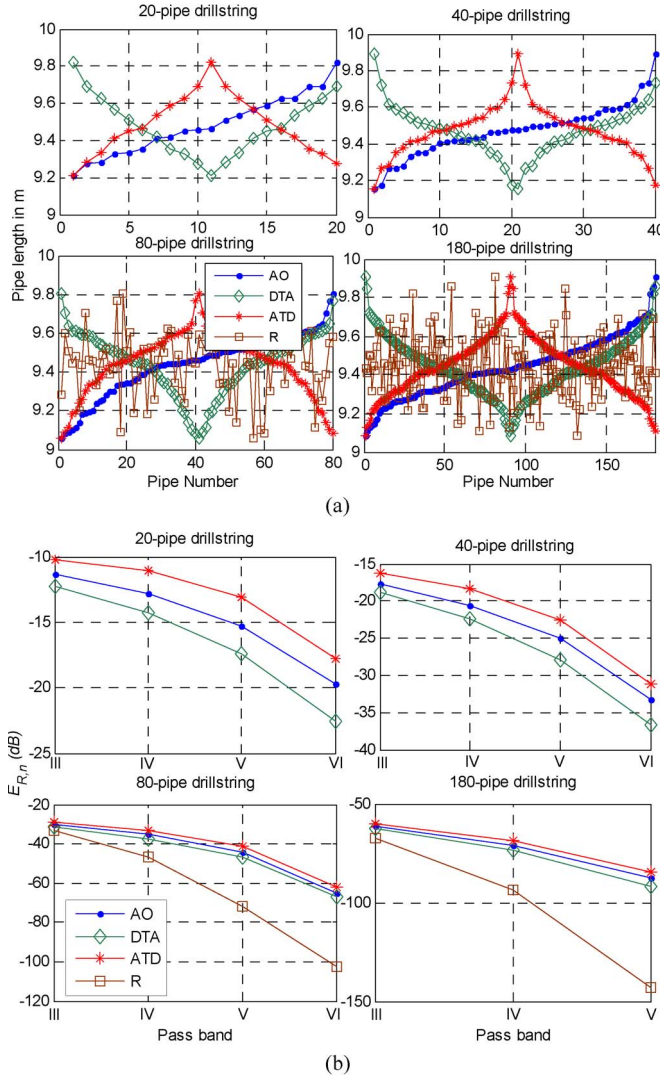 20-pipe drillstring
40-pipe drillstring
9.8
9.6
9.4
9.2
9
1
5
10
15
20
9.8
9.6
9.4
9.2
9
0
10
20
30
40
Pipe length in m
80-pipe drillstring
180-pipe drillstring
10
9.8
9.6
9.4
9.2
9
0
20
40
60
80
Pipe Number
AO
DTA
ATD
R
10
9.8
9.6
9.4
9.2
9
1
50
100
150
Pipe Number
(a)
20-pipe drillstring
40-pipe drillstring
-10
-15
-20
-25
III
IV
V
VI
-15
-20
-25
-30
-35
-40
III
IV
V
VI
E_{R,n} (dB)
80-pipe drillstring
180-pipe drillstring
-20
-40
-60
-80
-100
-120
III
IV
V
VI
Pass band
AO
DTA
ATD
R
-50
-100
-150
III
IV
V
Pass band
(b)